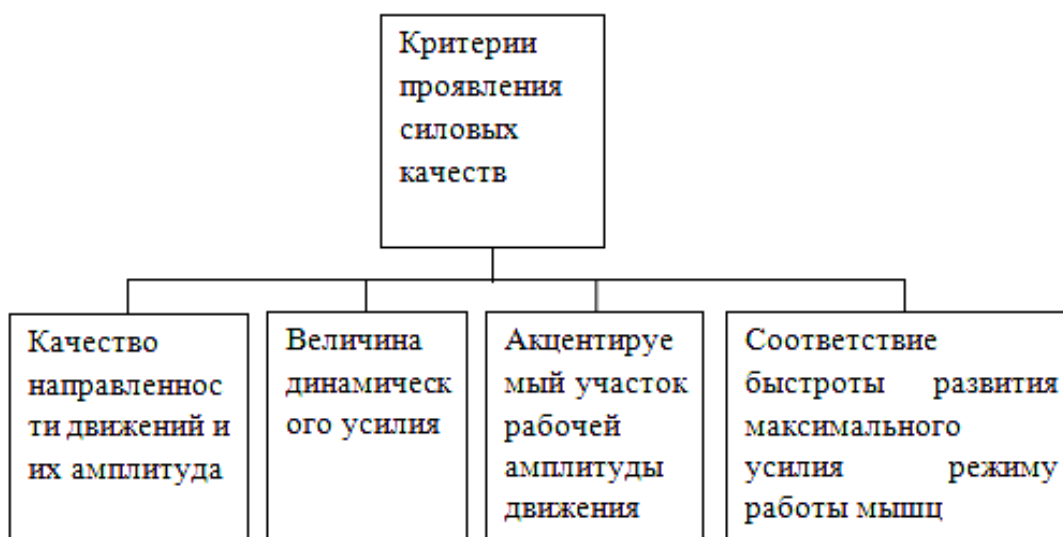 Критерии
проявления
силовых
качеств
Качество
направленнос
ти движений и
их амплитуда
Величина
динамическ
ого усилия
Акцентируе
мый участок
рабочей
амплитуды
движения
Соответствие
быстроты развития
максимального
усилия режиму
работы мышц